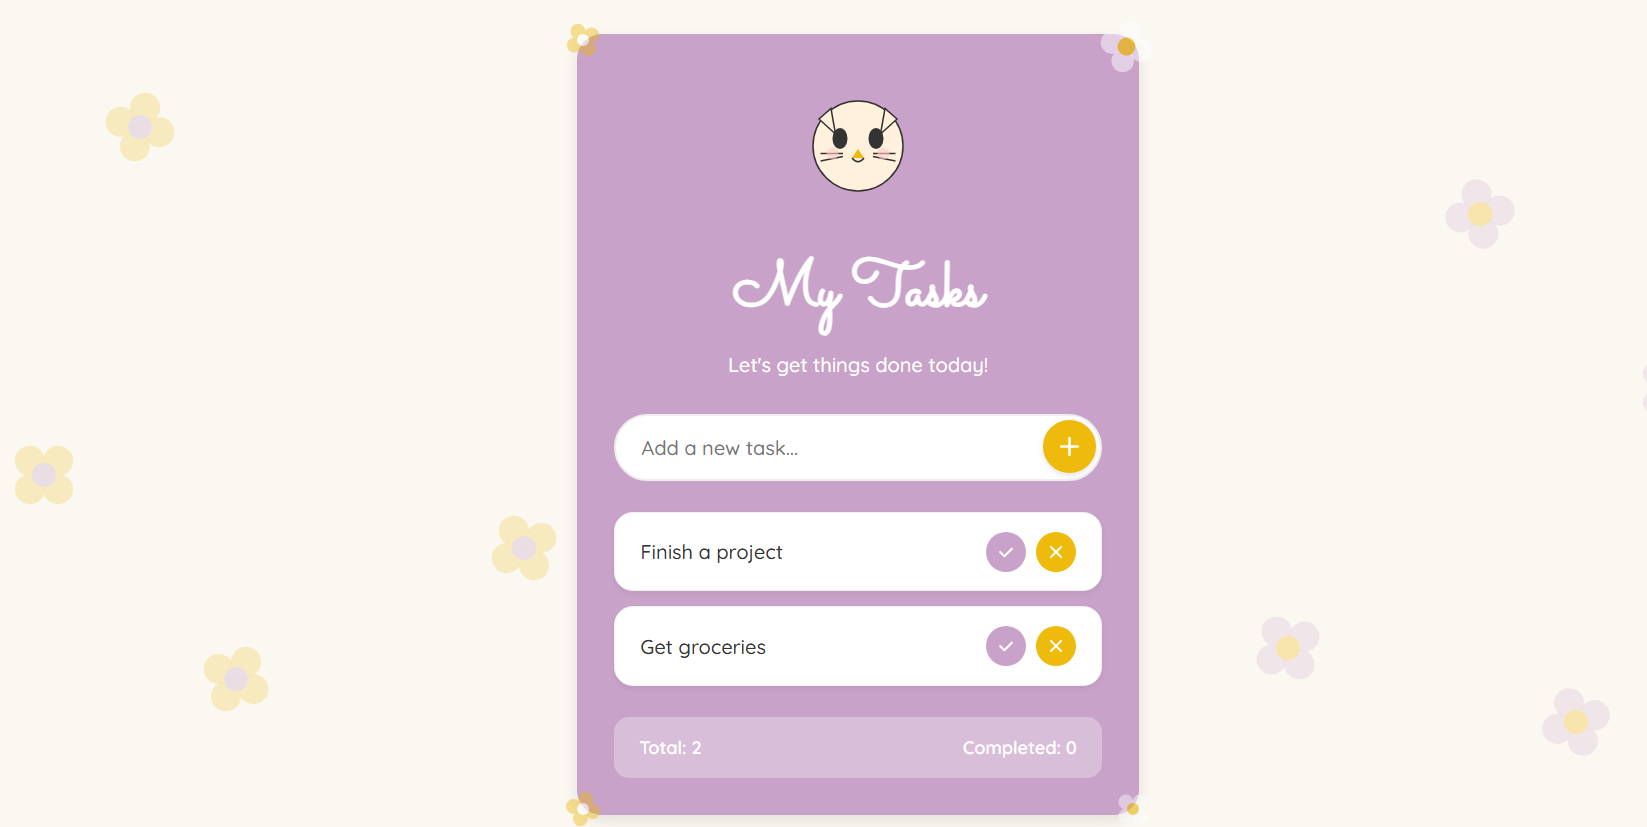 My Tasks
Let's get things done today!
Add a new task...
Finish a project
Get groceries
Total: 2 Completed: 0